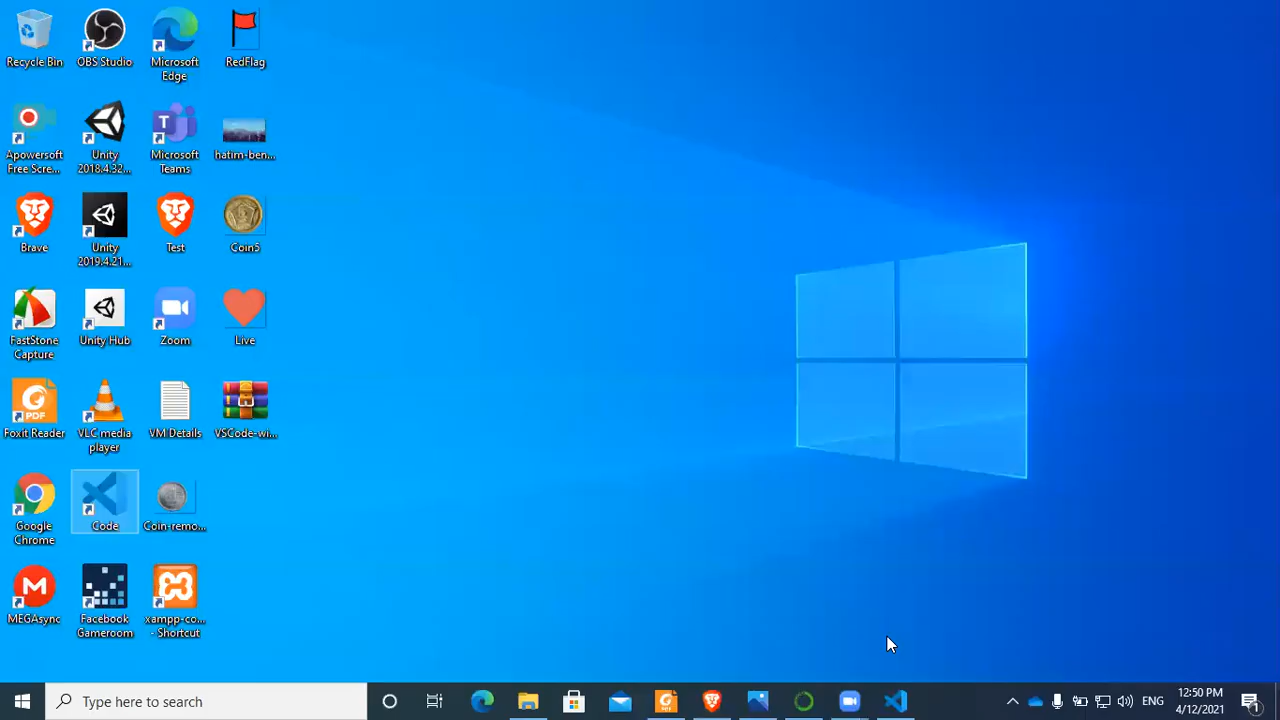 Recycle Bin
OBS Studio
Microsoft
Edge
RedFlag
Apowersoft
Free Scre...
Unity
2018.4.32...
Microsoft
Teams
hatim-ben...
Brave
Unity
2019.4.21...
Test
Coin5
FastStone
Capture
Unity Hub
Zoom
Live
PDF
Foxit Reader
VLC media
player
VM Details
VSCode-wi...
Google
Chrome
Code
Coin-remo...
MEGAsync
Facebook
Gameroom
xampp-co...
- Shortcut
Type here to search
ENG
12:50 PM
4/12/2021
1